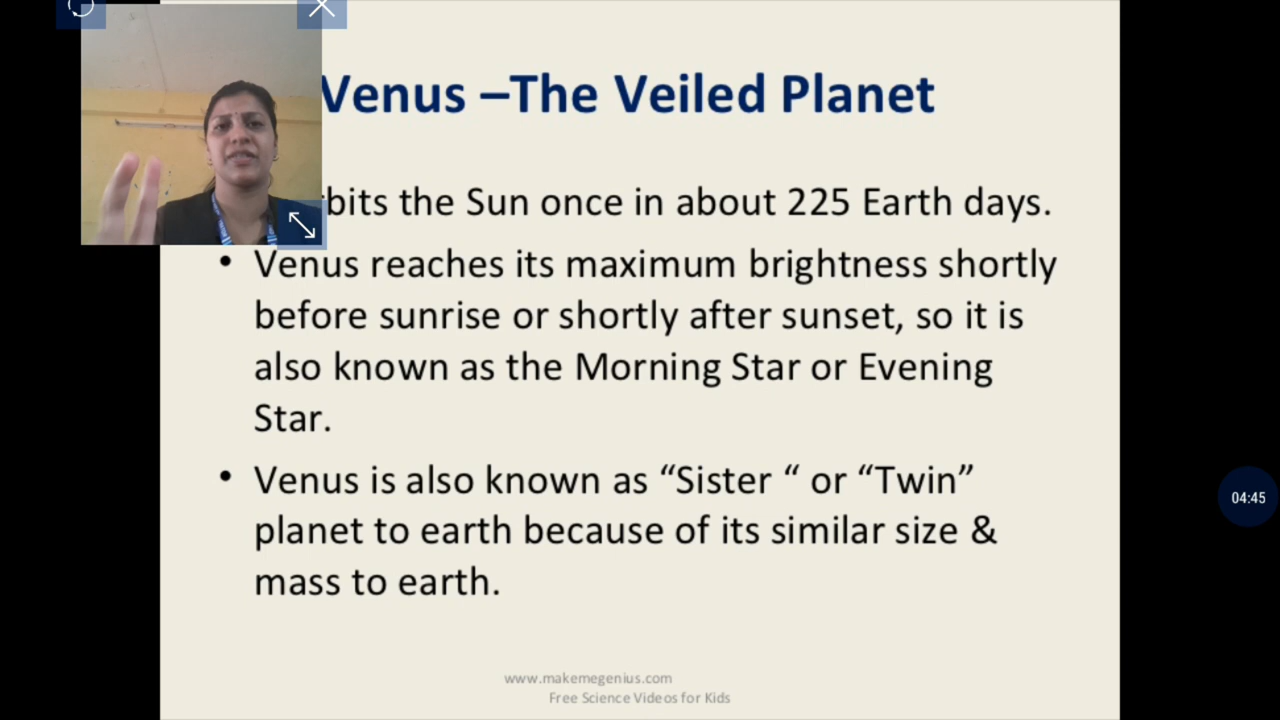 Venus –The Veiled Planet
bits the Sun once in about 225 Earth days.
• Venus reaches its maximum brightness shortly
before sunrise or shortly after sunset, so it is
also known as the Morning Star or Evening
Star.
• Venus is also known as “Sister “ or “Twin”
planet to earth because of its similar size &
mass to earth.
04:45
www.makemegenius.com
Free Science Videos for Kids